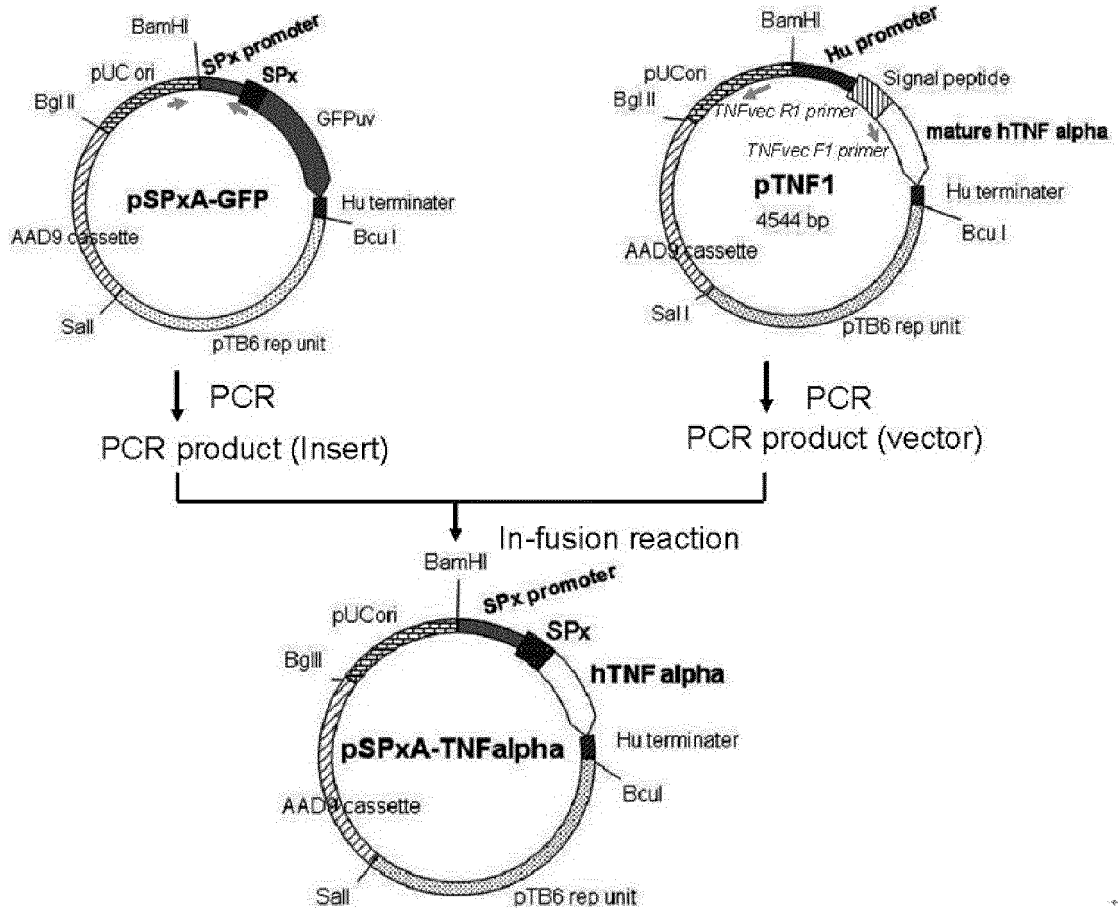 BamHI
SPx promoter
pUC ori
SPx
Bgl II
GFPuv
pSPxA-GFP
Hu terminater
Bcu I
AAD9 cassette
SalI
pTB6 rep unit
BamHI
Hu promoter
pUCori
Signal peptide
Bgl II
TNFvec R1 primer
mature hTNF alpha
TNFvec F1 primer
pTNF1
4544 bp
Hu terminater
Bcu I
AAD9 cassette
Sal I
pTB6 rep unit
PCR
PCR product (Insert)
PCR
PCR product (vector)
In-fusion reaction
BamHI
SPx promoter
pUCori
SPx
BglII
hTNF alpha
pSPxA-TNFalpha
Hu terminater
BcuI
AAD9 cassette
SalI
pTB6 rep unit